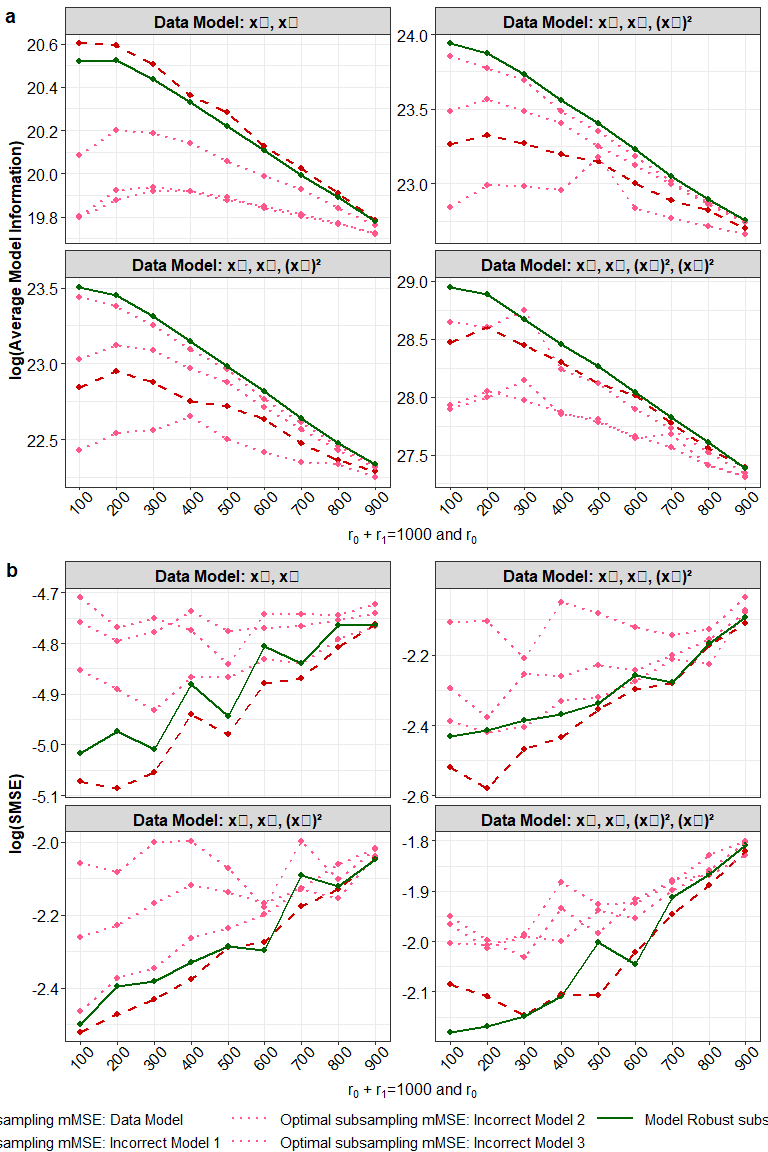 a
Data Model: x▯, x▯
Data Model: x▯, x▯, (x▯)²
log(Average Model Information)
20.6
20.4
20.2
20.0
19.8
24.0
23.5
23.0
Data Model: x▯, x▯, (x▯)²
Data Model: x▯, x▯, (x▯)², (x▯)²
23.5
23.0
22.5
29.0
28.5
28.0
27.5
100 200 300 400 500 600 700 800 900
100 200 300 400 500 600 700 800 900
r₀ + r₁=1000 and r₀
b
Data Model: x▯, x▯
Data Model: x▯, x▯, (x▯)²
log(SMSE)
-4.7
-4.8
-4.9
-5.0
-5.1
-2.2
-2.4
-2.6
Data Model: x▯, x▯, (x▯)²
Data Model: x▯, x▯, (x▯)², (x▯)²
-2.0
-2.2
-2.4
-1.8
-1.9
-2.0
-2.1
100 200 300 400 500 600 700 800 900
100 200 300 400 500 600 700 800 900
r₀ + r₁=1000 and r₀
sampling mMSE: Data Model
Optimal subsampling mMSE: Incorrect Model 2
Model Robust subs
sampling mMSE: Incorrect Model 1
Optimal subsampling mMSE: Incorrect Model 3